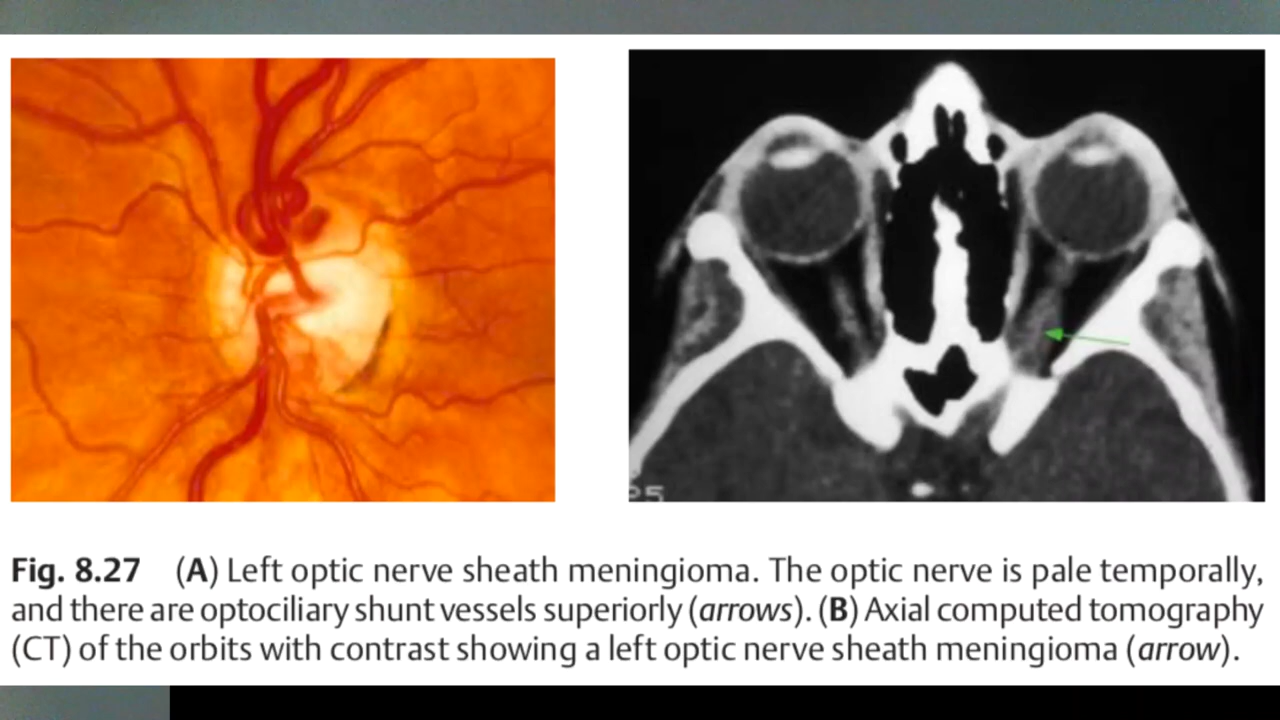 P5
Fig. 8.27 (A) Left optic nerve sheath meningioma. The optic nerve is pale temporally,
and there are optociliary shunt vessels superiorly (arrows). (B) Axial computed tomography
(CT) of the orbits with contrast showing a left optic nerve sheath meningioma (arrow).